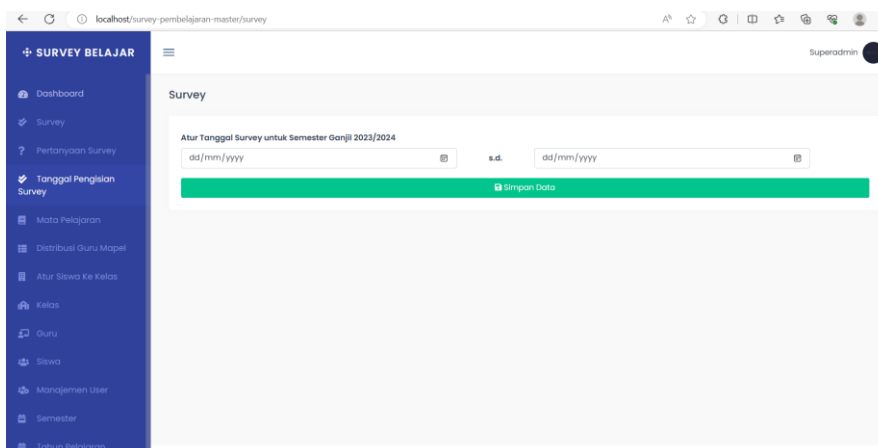 localhost/survey-pembelajaran-master/survey
SURVEY BELAJAR
Superadmin
Dashboard
Survey
Pertanyaan Survey
Tanggal Pengisian
Survey
Mata Pelajaran
Distribusi Guru Mapel
Atur Siswa Ke Kelas
Kelas
Guru
Siswa
Manajemen User
Semester
Tahun Pelajaran
Survey
Atur Tanggal Survey untuk Semester Ganjil 2023/2024
dd/mm/yyyy s.d. dd/mm/yyyy
Simpan Data